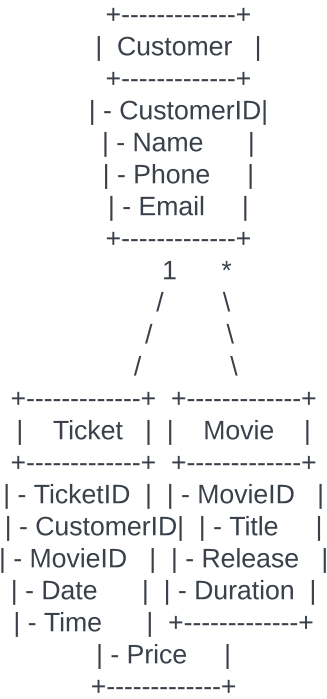 +-------------+
| Customer |
+-------------+
| - CustomerID|
| - Name |
| - Phone |
| - Email |
+-------------+
1 *
/ \
/ \
/ \
+-------------+ +-------------+
| Ticket | | Movie |
+-------------+ +-------------+
| - TicketID | | - MovieID |
| - CustomerID| | - Title |
| - MovieID | | - Release |
| - Date | | - Duration |
| - Time | +-------------+
| - Price |
+-------------+